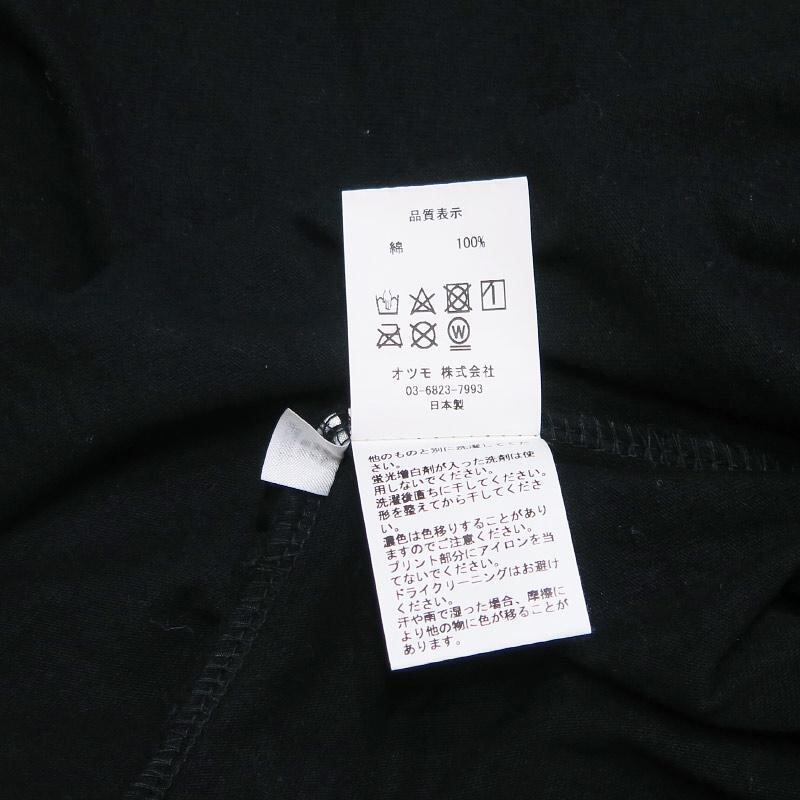 品質表示
綿 100%
W
オツモ 株式会社
03-6823-7993
日本製
他のものと別に洗濯してくださ
さい。
蛍光増白剤が入った洗剤は使
用しないでください。
洗濯後直ちに干してください。
形を整えてから干してくださ
い。
濃色は色移りすることがあり
ますのでご注意ください。
プリント部分にアイロンを当
てないでください。
ドライクリーニングはお避け
ください。
汗や雨で湿った場合、摩擦に
より他の物に色が移ることが
あります。